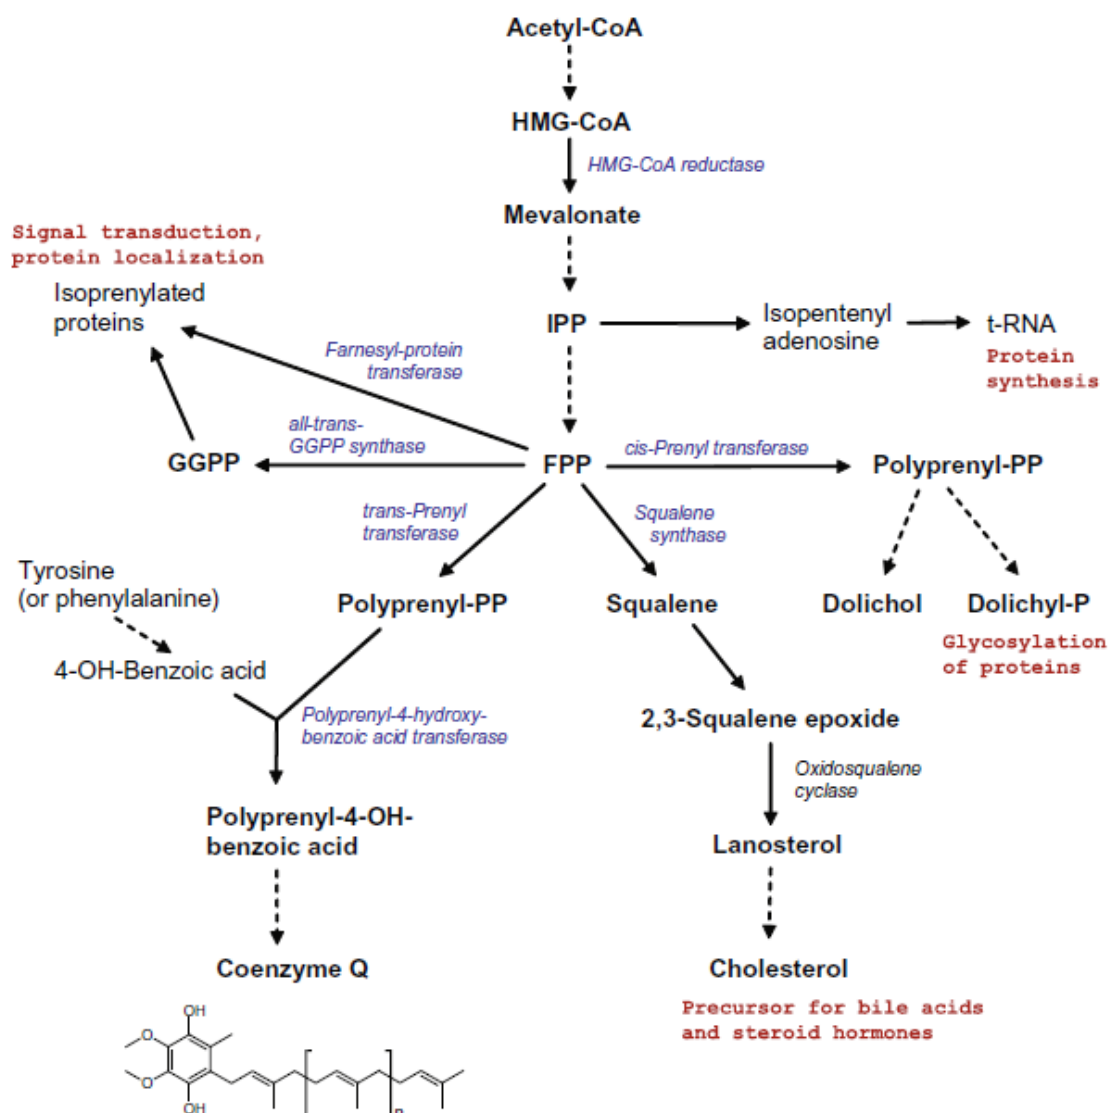 Acetyl-CoA
HMG-CoA
HMG-CoA reductase
Mevalonate
Signal transduction,
protein localization
Isoprenylated
proteins
IPP
Isopentenyl
adenosine
t-RNA
Protein
synthesis
Farnesyl-protein
transferase
all-trans-
GGPP synthase
GGPP
FPP
cis-Prenyl transferase
Polyprenyl-PP
trans-Prenyl
transferase
Squalene
synthase
Tyrosine
(or phenylalanine)
Polyprenyl-PP
Squalene
Dolichol
Dolichyl-P
Glycosylation
of proteins
4-OH-Benzoic acid
Polyprenyl-4-hydroxy-
benzoic acid transferase
2,3-Squalene epoxide
Oxidosqualene
cyclase
Polyprenyl-4-OH-
benzoic acid
Lanosterol
Coenzyme Q
Cholesterol
Precursor for bile acids
and steroid hormones
OH
O
O
OH
n